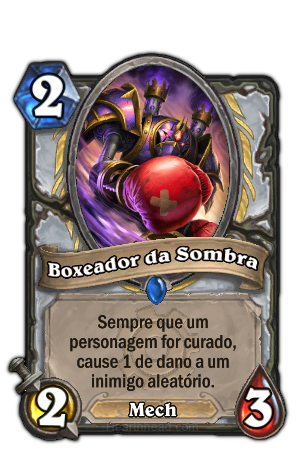 2
Boxeador da Sombra
Sempre que um
personagem for curado,
cause 1 de dano a um
inimigo aleatório.
2
Mech
3